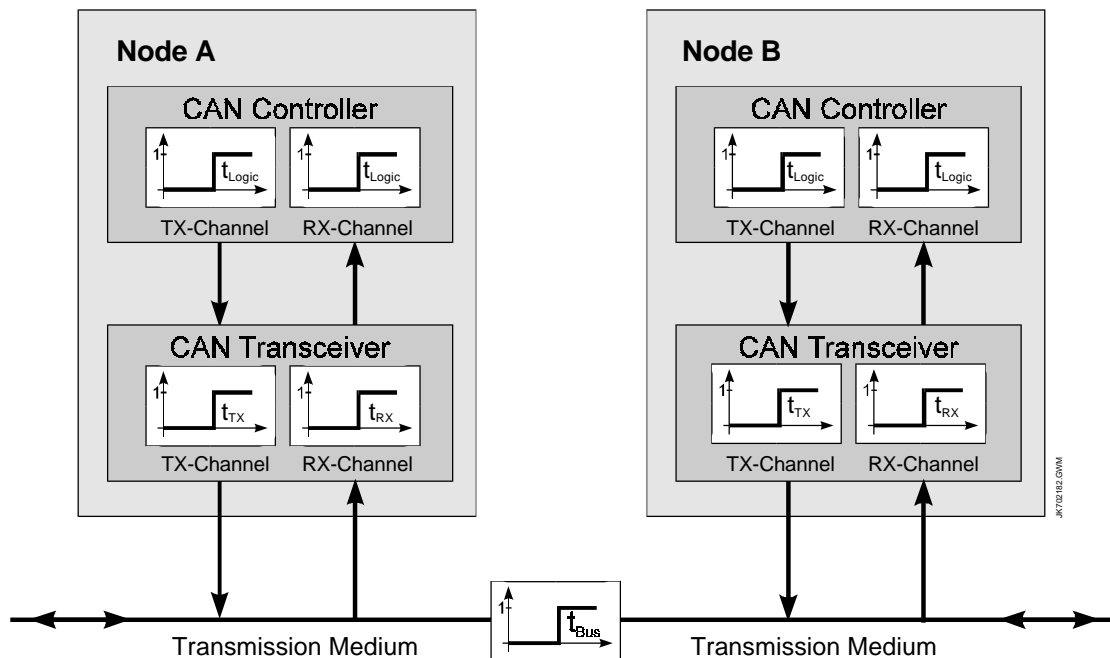 Node A
CAN Controller
1
t_Logic
1
t_Logic
TX-Channel
RX-Channel
CAN Transceiver
1
t_TX
1
t_RX
TX-Channel
RX-Channel
Node B
CAN Controller
1
t_Logic
1
t_Logic
TX-Channel
RX-Channel
CAN Transceiver
1
t_TX
1
t_RX
TX-Channel
RX-Channel
JK702182.GWM
Transmission Medium
1
t_Bus
Transmission Medium